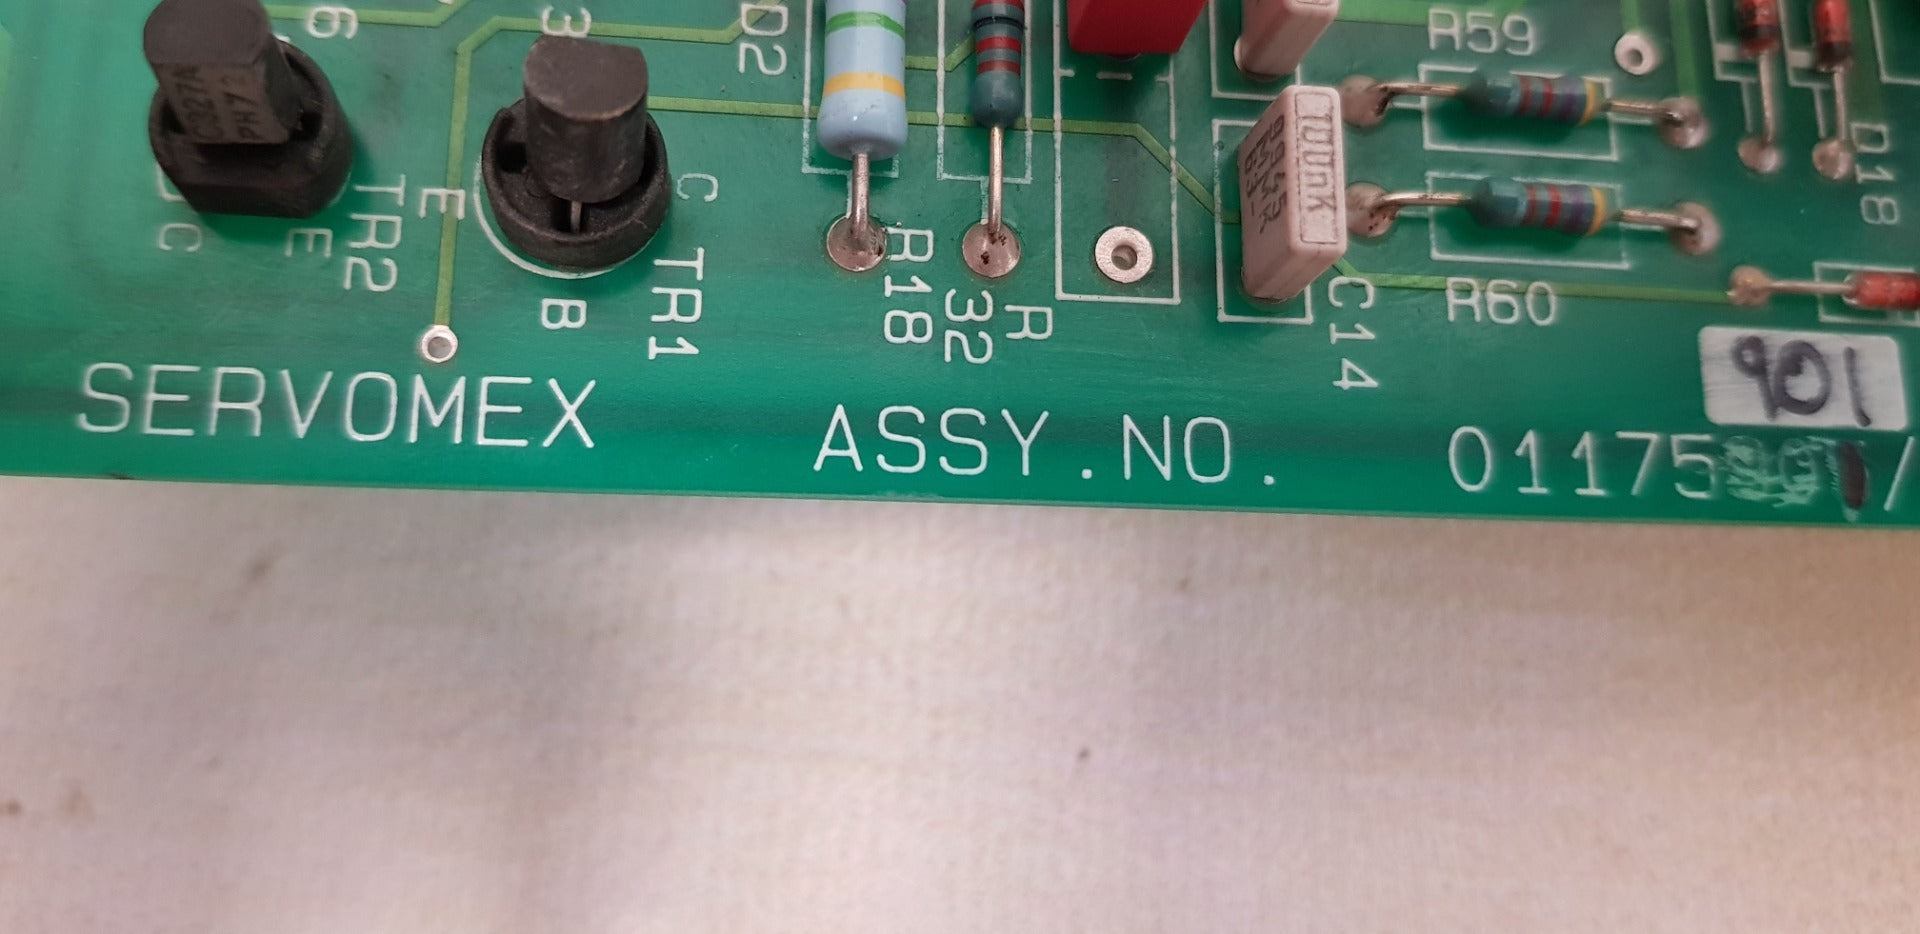 6
3
D2
R59
100nK
C
E
C
E
TR2
C
TR1
B
R18
R
32
C14
R60
D18
901
SERVOMEX
ASSY.NO.
01175
/